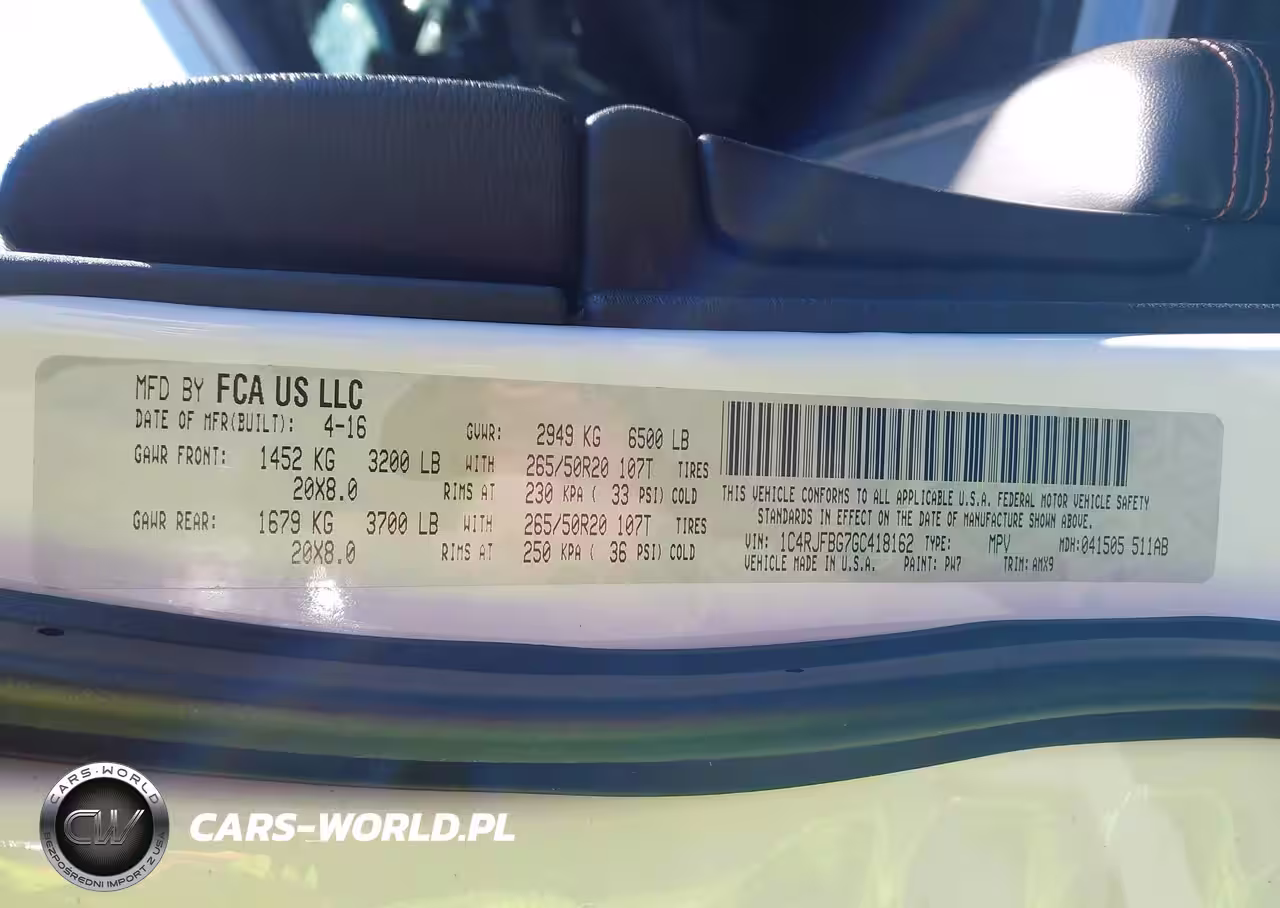 MFD BY FCA US LLC
DATE OF MFR(BUILT): 4-16
GVWR: 2949 KG 6500 LB
GAWR FRONT: 1452 KG 3200 LB WITH 265/50R20 107T TIRES
20X8.0 RIMS AT 230 KPA ( 33 PSI) COLD
GAWR REAR: 1679 KG 3700 LB WITH 265/50R20 107T TIRES
20X8.0 RIMS AT 250 KPA ( 36 PSI) COLD
THIS VEHICLE CONFORMS TO ALL APPLICABLE U.S.A. FEDERAL MOTOR VEHICLE SAFETY
STANDARDS IN EFFECT ON THE DATE OF MANUFACTURE SHOWN ABOVE.
VIN: 1C4RJFBG7GC418162 TYPE: MPV MDH:041505 511AB
VEHICLE MADE IN U.S.A. PAINT: PW7 TRIM: AMX9
CARS-WORLD
CW
BEZPOŚREDNI IMPORT Z USA
CARS-WORLD.PL